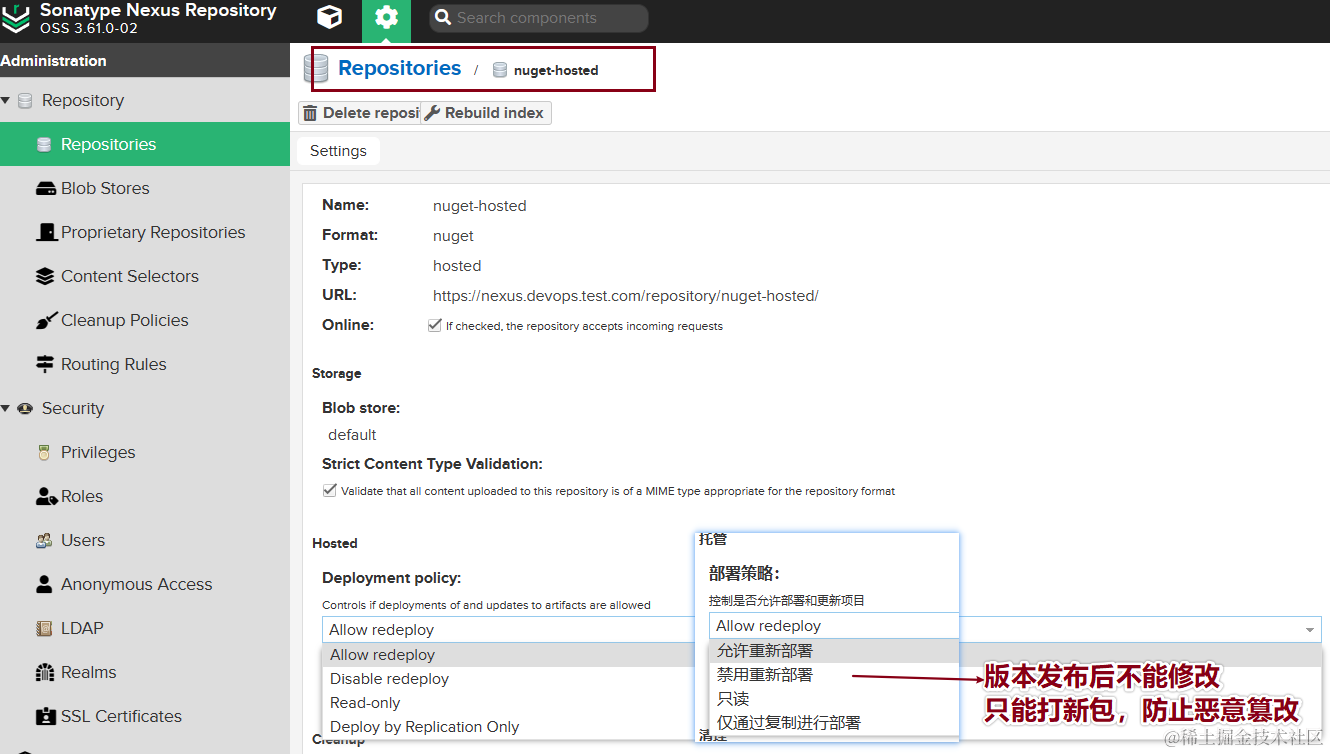 Sonatype Nexus Repository
OSS 3.61.0-02
Search components
Administration
Repository
Repositories
Blob Stores
Proprietary Repositories
Content Selectors
Cleanup Policies
Routing Rules
Security
Privileges
Roles
Users
Anonymous Access
LDAP
Realms
SSL Certificates
Repositories / nuget-hosted
Delete reposi Rebuild index
Settings
Name: nuget-hosted
Format: nuget
Type: hosted
URL: https://nexus.devops.test.com/repository/nuget-hosted/
Online: If checked, the repository accepts incoming requests
Storage
Blob store:
default
Strict Content Type Validation:
Validate that all content uploaded to this repository is of a MIME type appropriate for the repository format
Hosted
Deployment policy:
Controls if deployments of and updates to artifacts are allowed
Allow redeploy
Allow redeploy
Disable redeploy
Read-only
Deploy by Replication Only
Cleanup
托管
部署策略：
控制是否允许部署和更新项目
Allow redeploy
允许重新部署
禁用重新部署
只读
仅通过复制进行部署
清理
版本发布后不能修改
只能打新包，防止恶意篡改
@稀土掘金技术社区